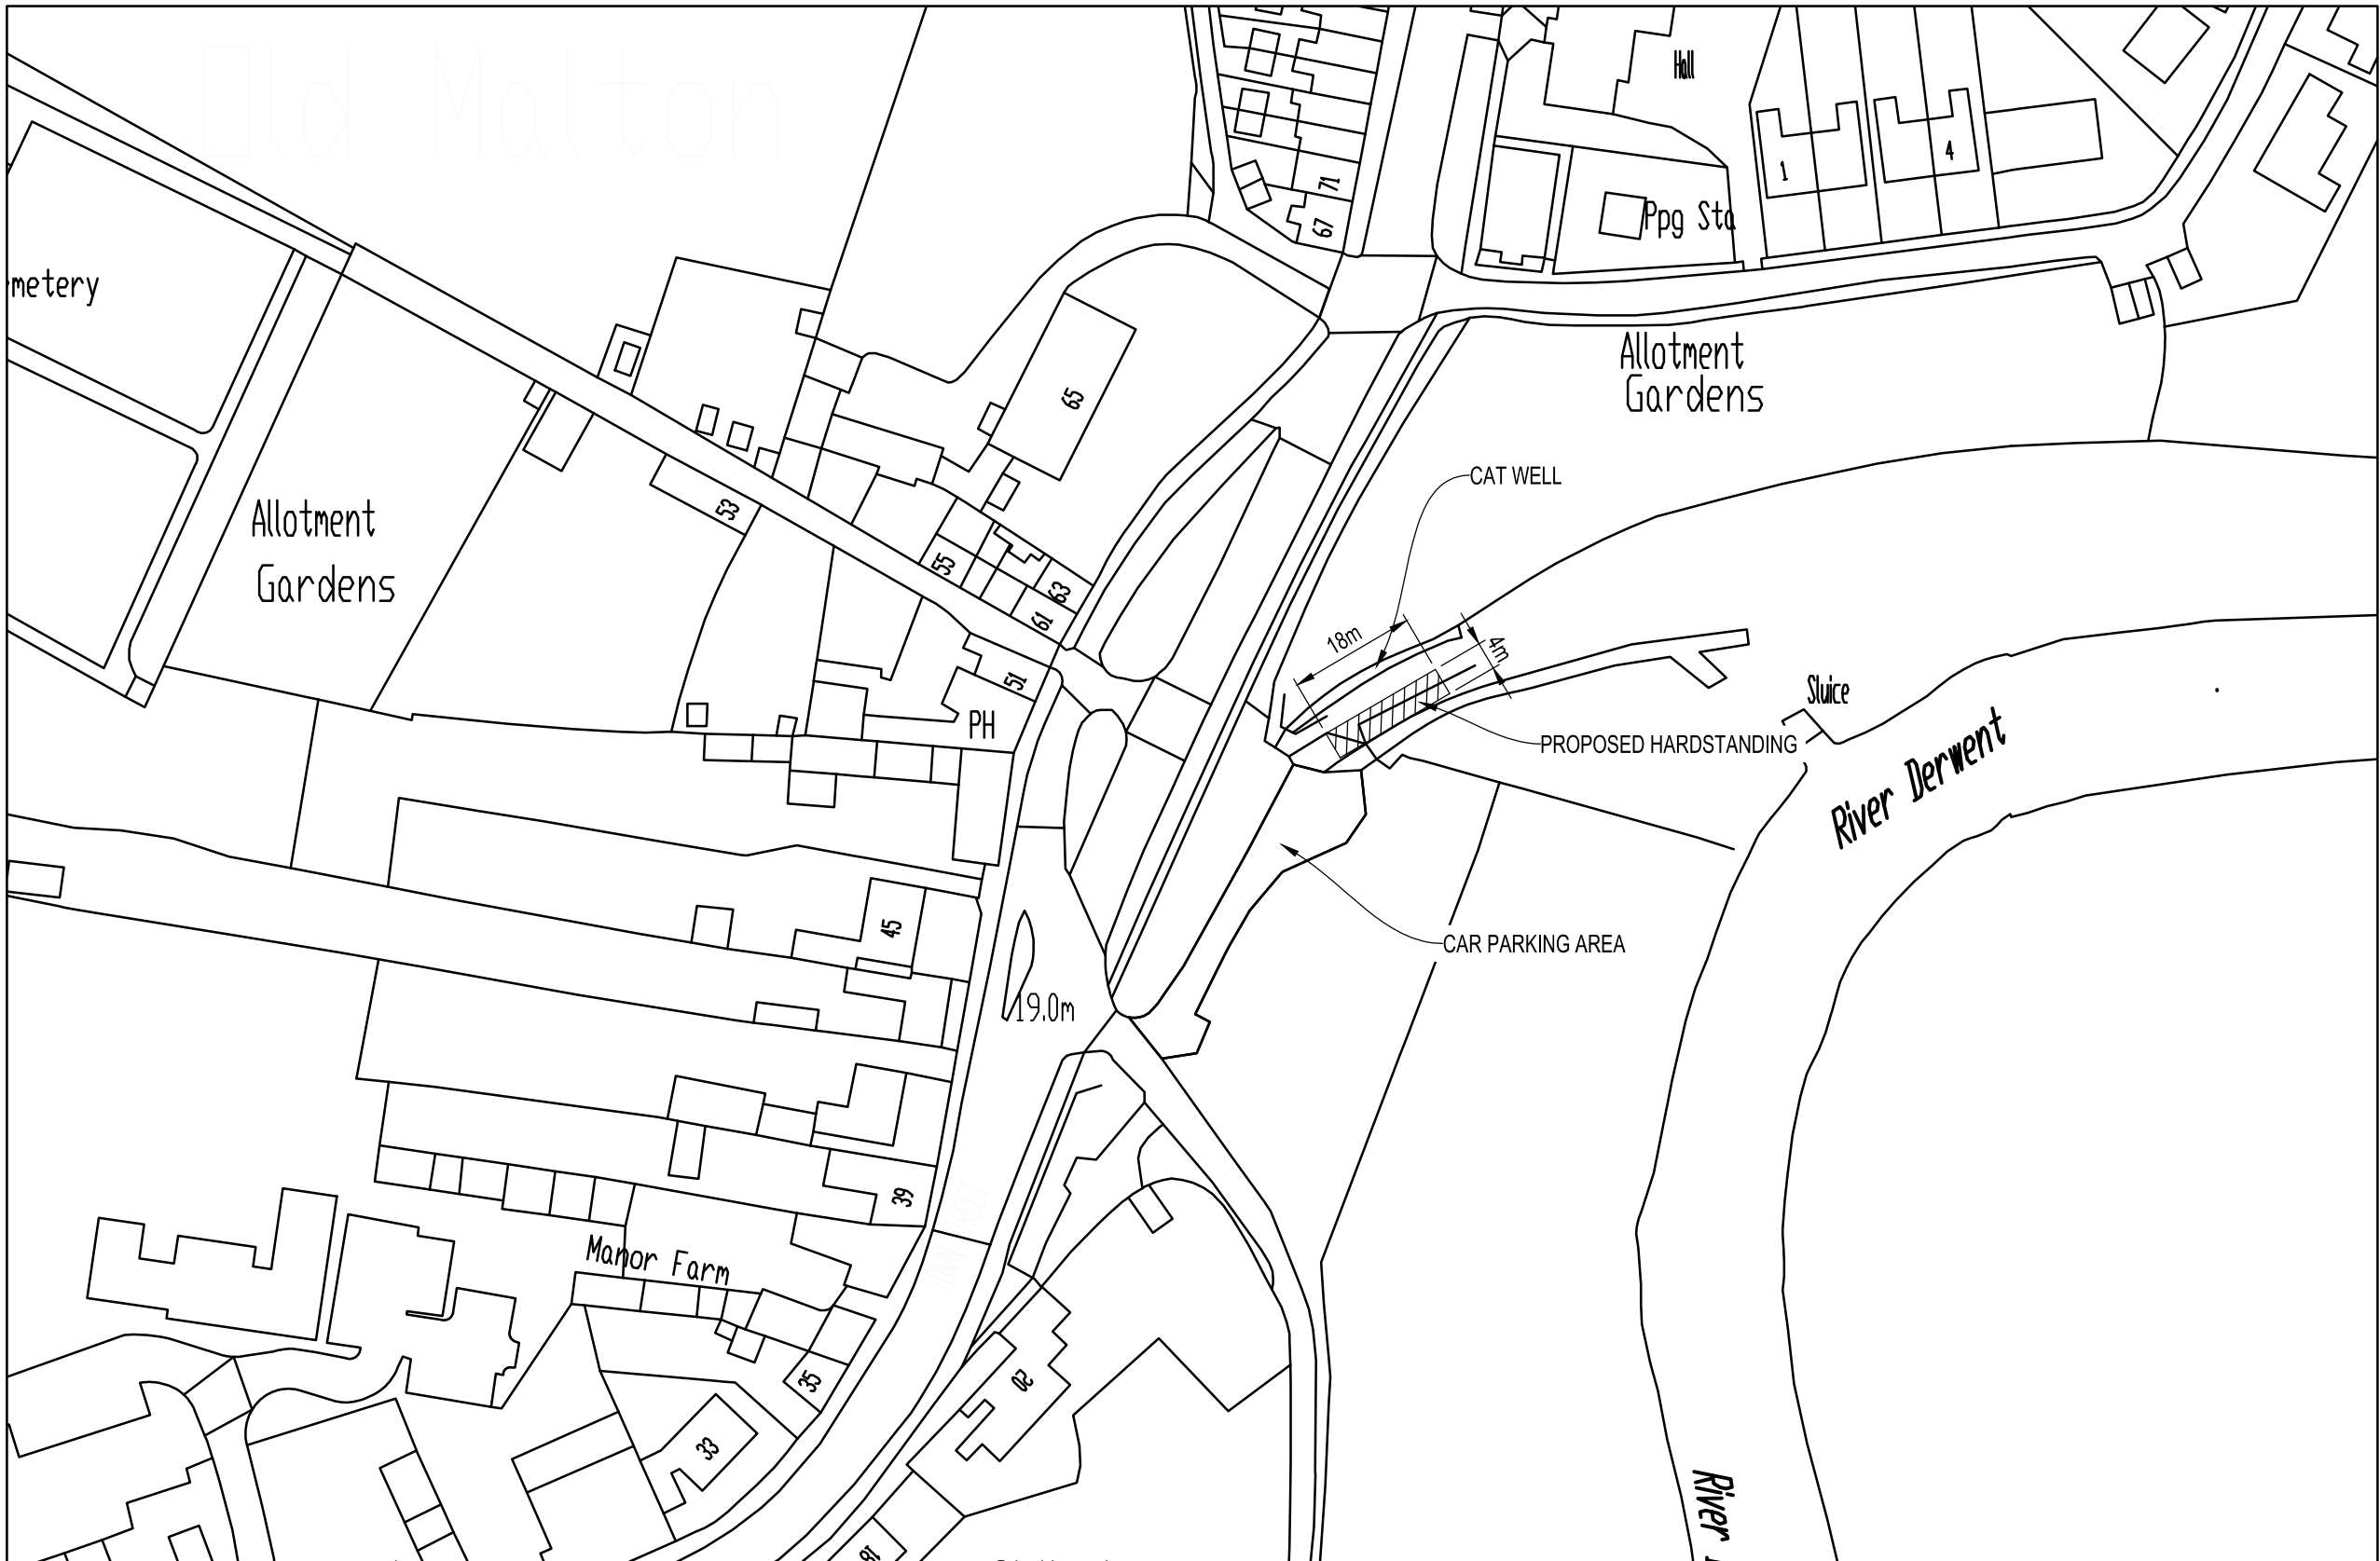 Old Malton
Hall
71
67
1
4
Ppg Sta
metery
65
Allotment
Gardens
CAT WELL
Allotment
Gardens
53
55
63
61
18m
4m
51
PH
Sluice
PROPOSED HARDSTANDING
River Derwent
45
CAR PARKING AREA
19.0m
39
Manor Farm
35
20
33
River
18